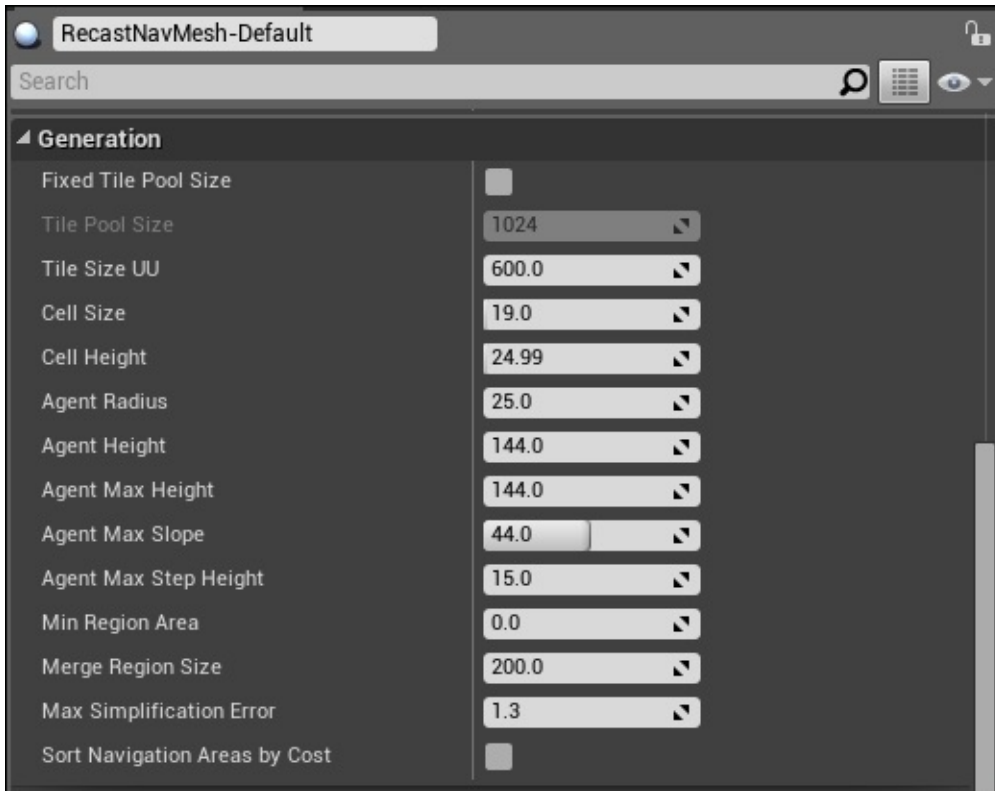 RecastNavMesh-Default
Search
Generation
Fixed Tile Pool Size
Tile Pool Size 1024
Tile Size UU 600.0
Cell Size 19.0
Cell Height 24.99
Agent Radius 25.0
Agent Height 144.0
Agent Max Height 144.0
Agent Max Slope 44.0
Agent Max Step Height 15.0
Min Region Area 0.0
Merge Region Size 200.0
Max Simplification Error 1.3
Sort Navigation Areas by Cost